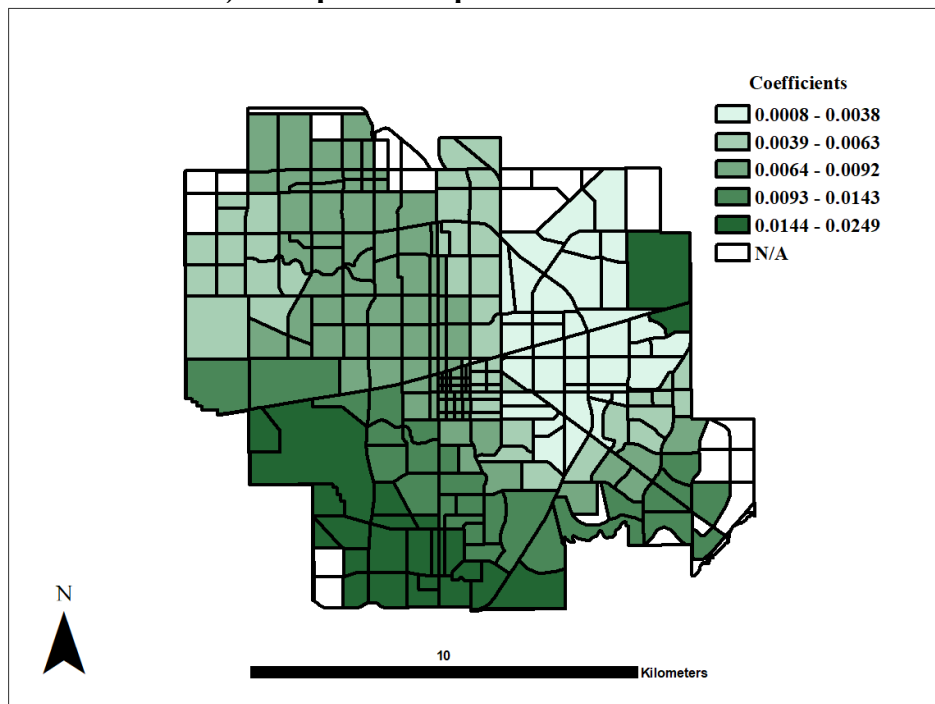 Coefficients
0.0008 - 0.0038
0.0039 - 0.0063
0.0064 - 0.0092
0.0093 - 0.0143
0.0144 - 0.0249
N/A
N
10
Kilometers